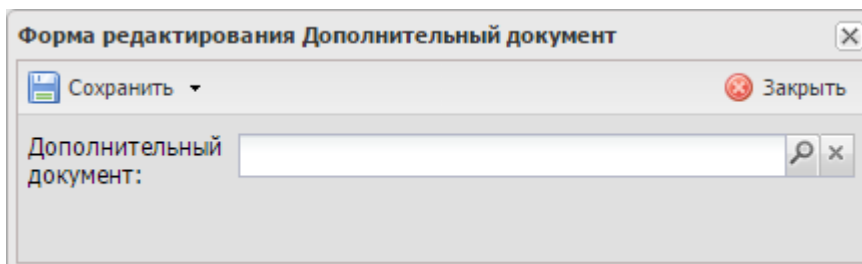 Форма редактирования Дополнительный документ
Сохранить
Закрыть
Дополнительный
документ: